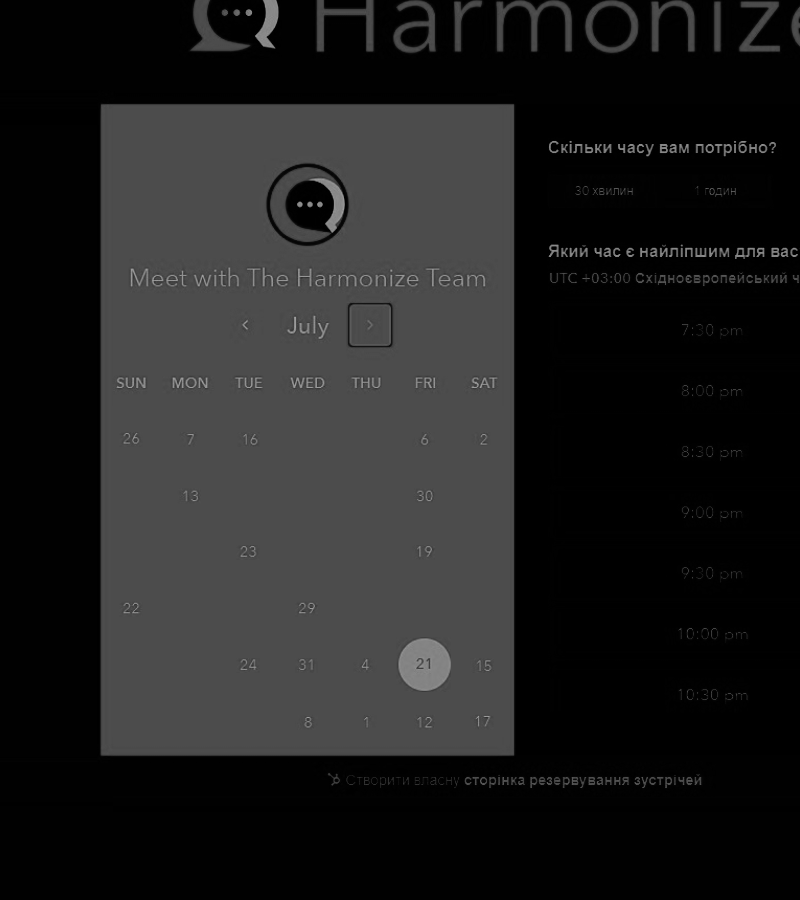 Harmonize
Meet with The Harmonize Team
July
SUN MON TUE WED THU FRI SAT
26 7 16 6 2
13 30
23 19
22 29
24 31 4 21 15
8 1 12 17
Скільки часу вам потрібно?
30 хвилин 1 годин
Який час є найліпшим для вас
UTC +03:00 Східноєвропейський ч
7:30 pm
8:00 pm
8:30 pm
9:00 pm
9:30 pm
10:00 pm
10:30 pm
Створити власну сторінка резервування зустрічей